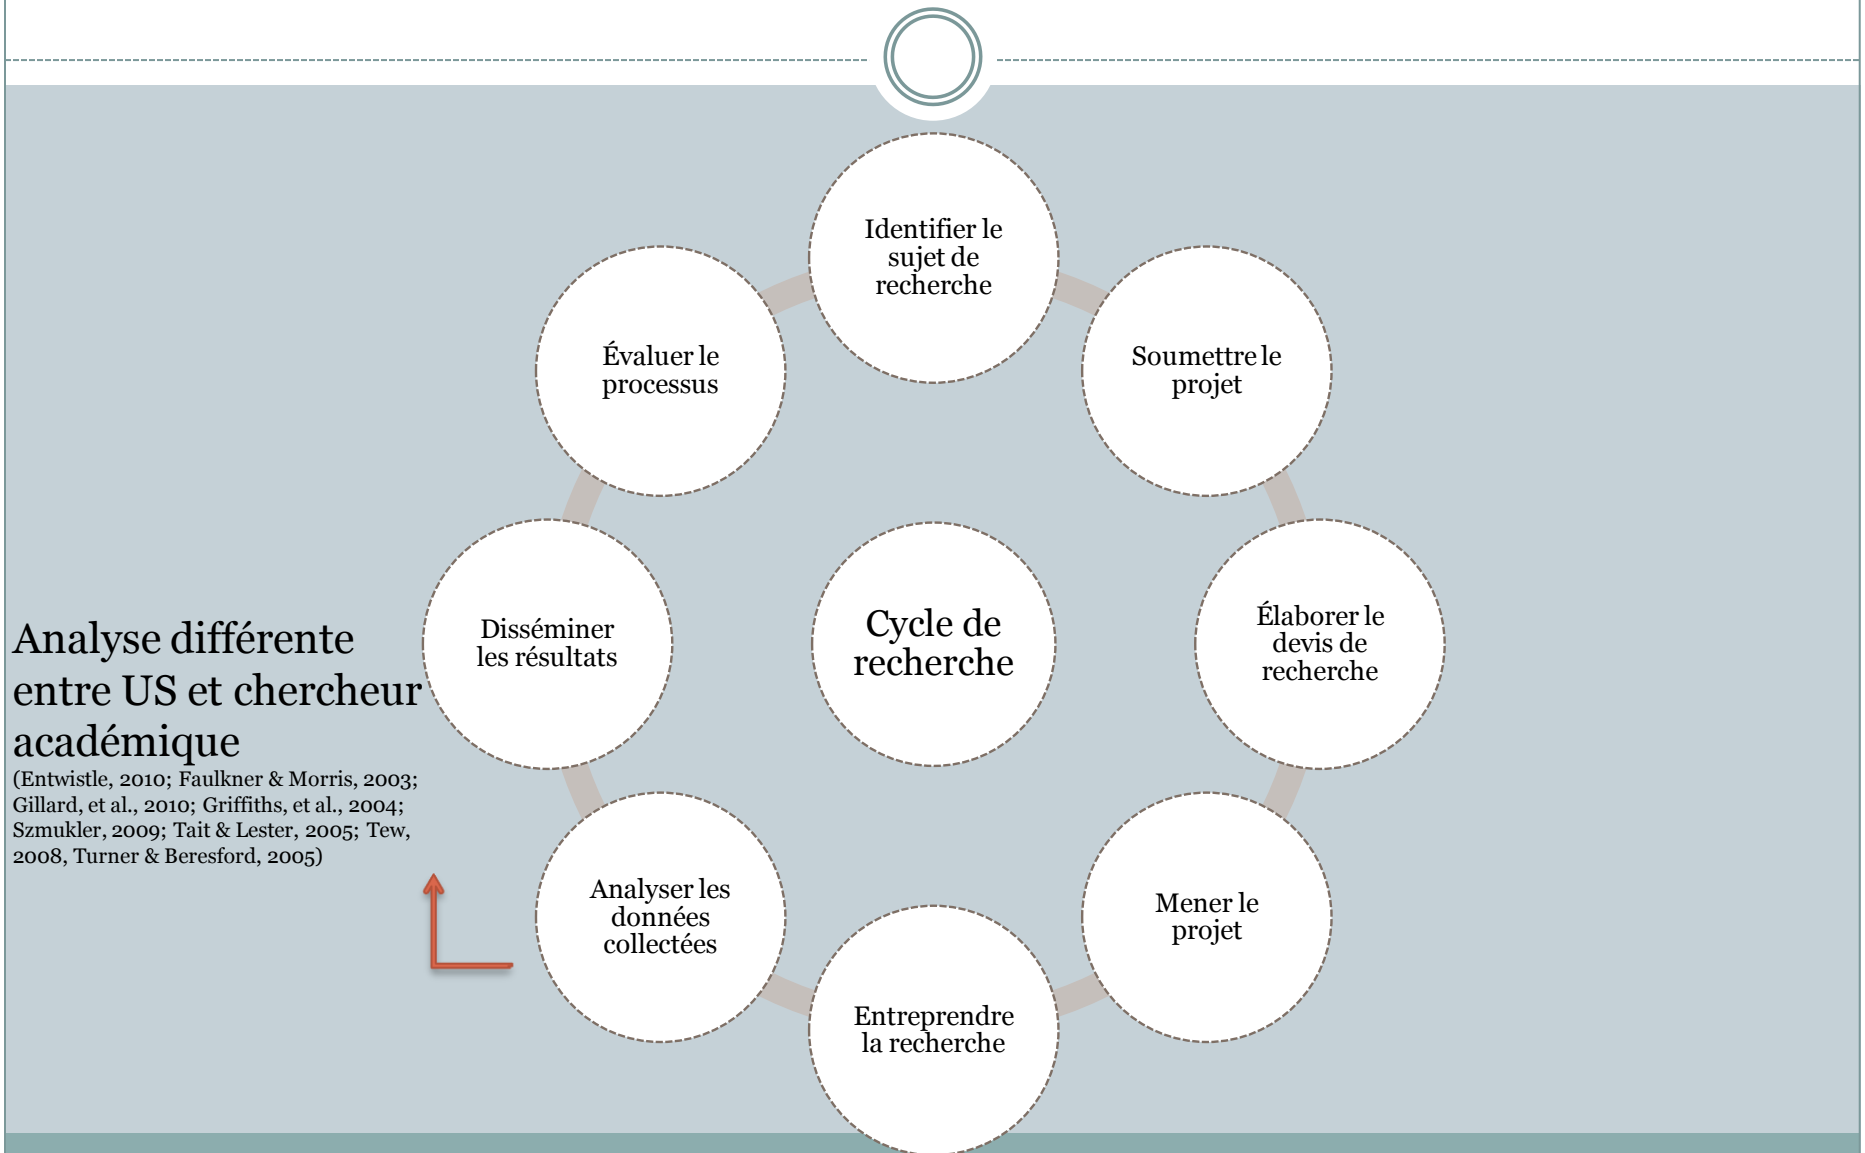 Identifier le
sujet de
recherche
Soumettre le
projet
Élaborer le
devis de
recherche
Mener le
projet
Entreprendre
la recherche
Analyser les
données
collectées
Disséminer
les résultats
Évaluer le
processus
Cycle de
recherche
Analyse différente
entre US et chercheur
académique
(Entwistle, 2010; Faulkner & Morris, 2003;
Gillard, et al., 2010; Griffiths, et al., 2004;
Szmukler, 2009; Tait & Lester, 2005; Tew,
2008, Turner & Beresford, 2005)